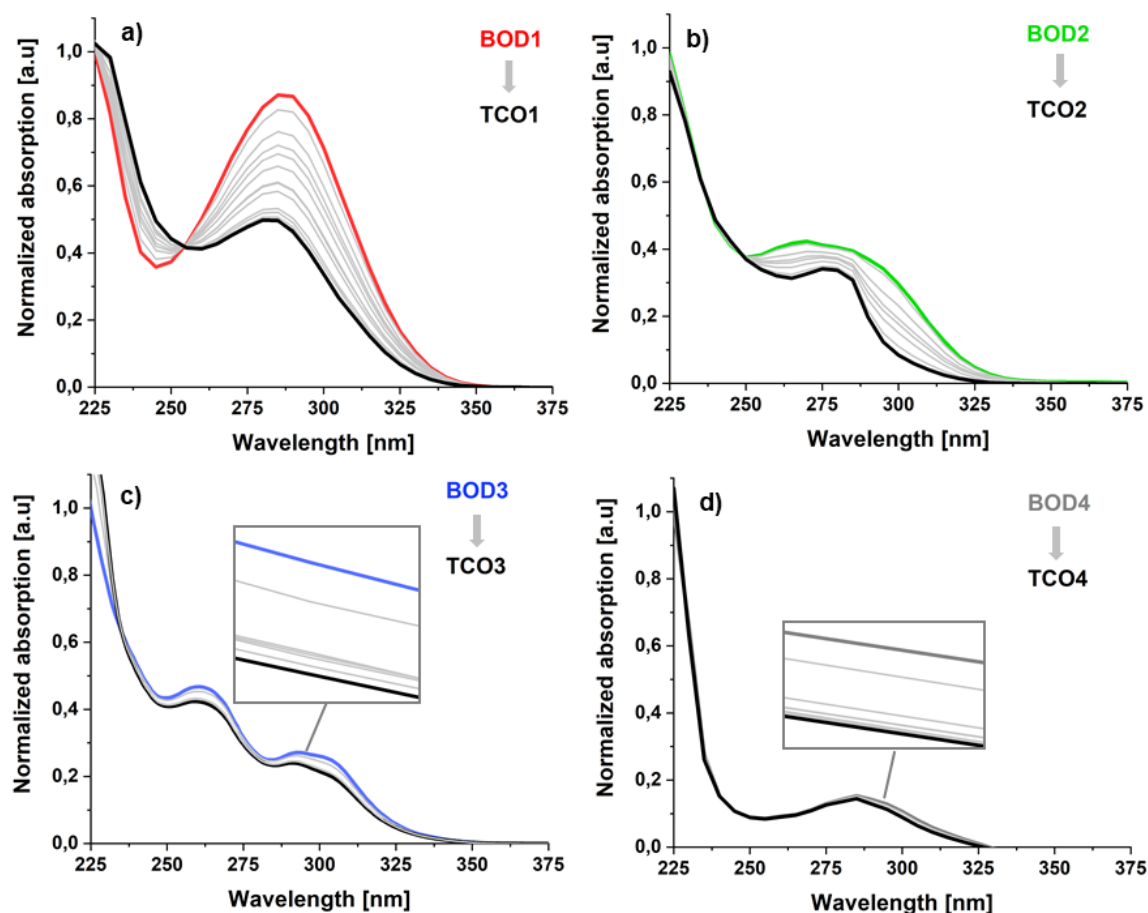 a)
BOD1
TCO1
Normalized absorption [a.u]
1,0
0,8
0,6
0,4
0,2
0,0
225 250 275 300 325 350 375
Wavelength [nm]
b)
BOD2
TCO2
Normalized absorption [a.u]
1,0
0,8
0,6
0,4
0,2
0,0
225 250 275 300 325 350 375
Wavelength [nm]
c)
BOD3
TCO3
Normalized absorption [a.u]
1,0
0,8
0,6
0,4
0,2
0,0
225 250 275 300 325 350 375
Wavelength [nm]
d)
BOD4
TCO4
Normalized absorption [a.u]
1,0
0,8
0,6
0,4
0,2
0,0
225 250 275 300 325 350 375
Wavelength [nm]